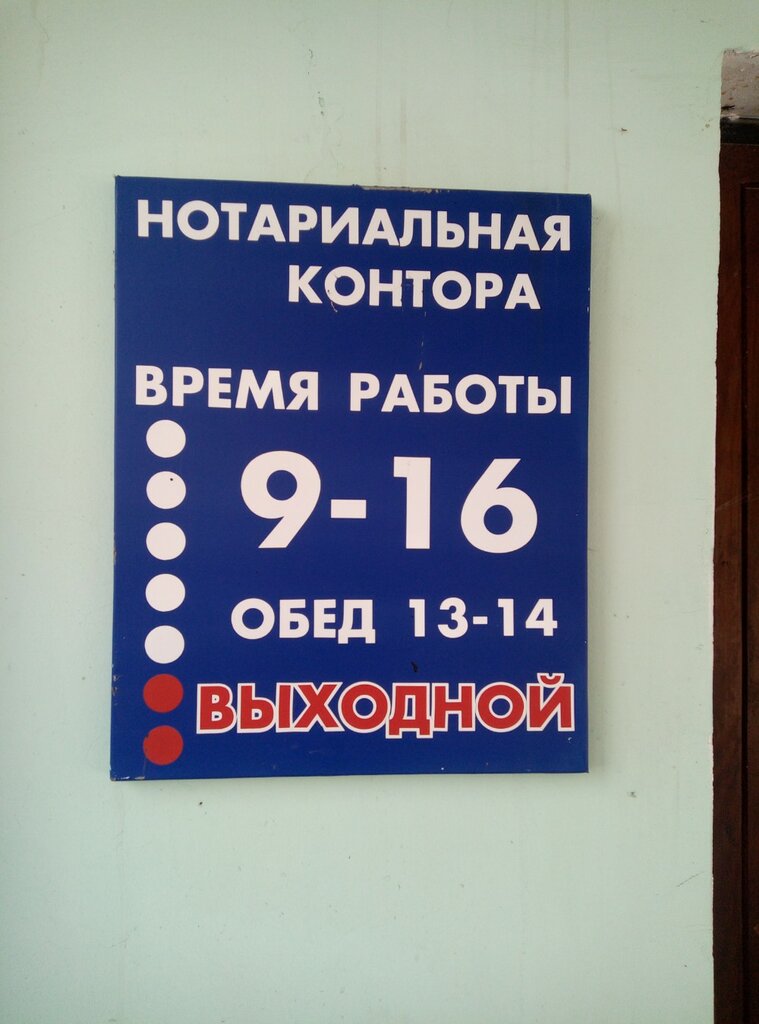 НОТАРИАЛЬНАЯ
КОНТОРА
ВРЕМЯ РАБОТЫ
9-16
ОБЕД 13-14
ВЫХОДНОЙ